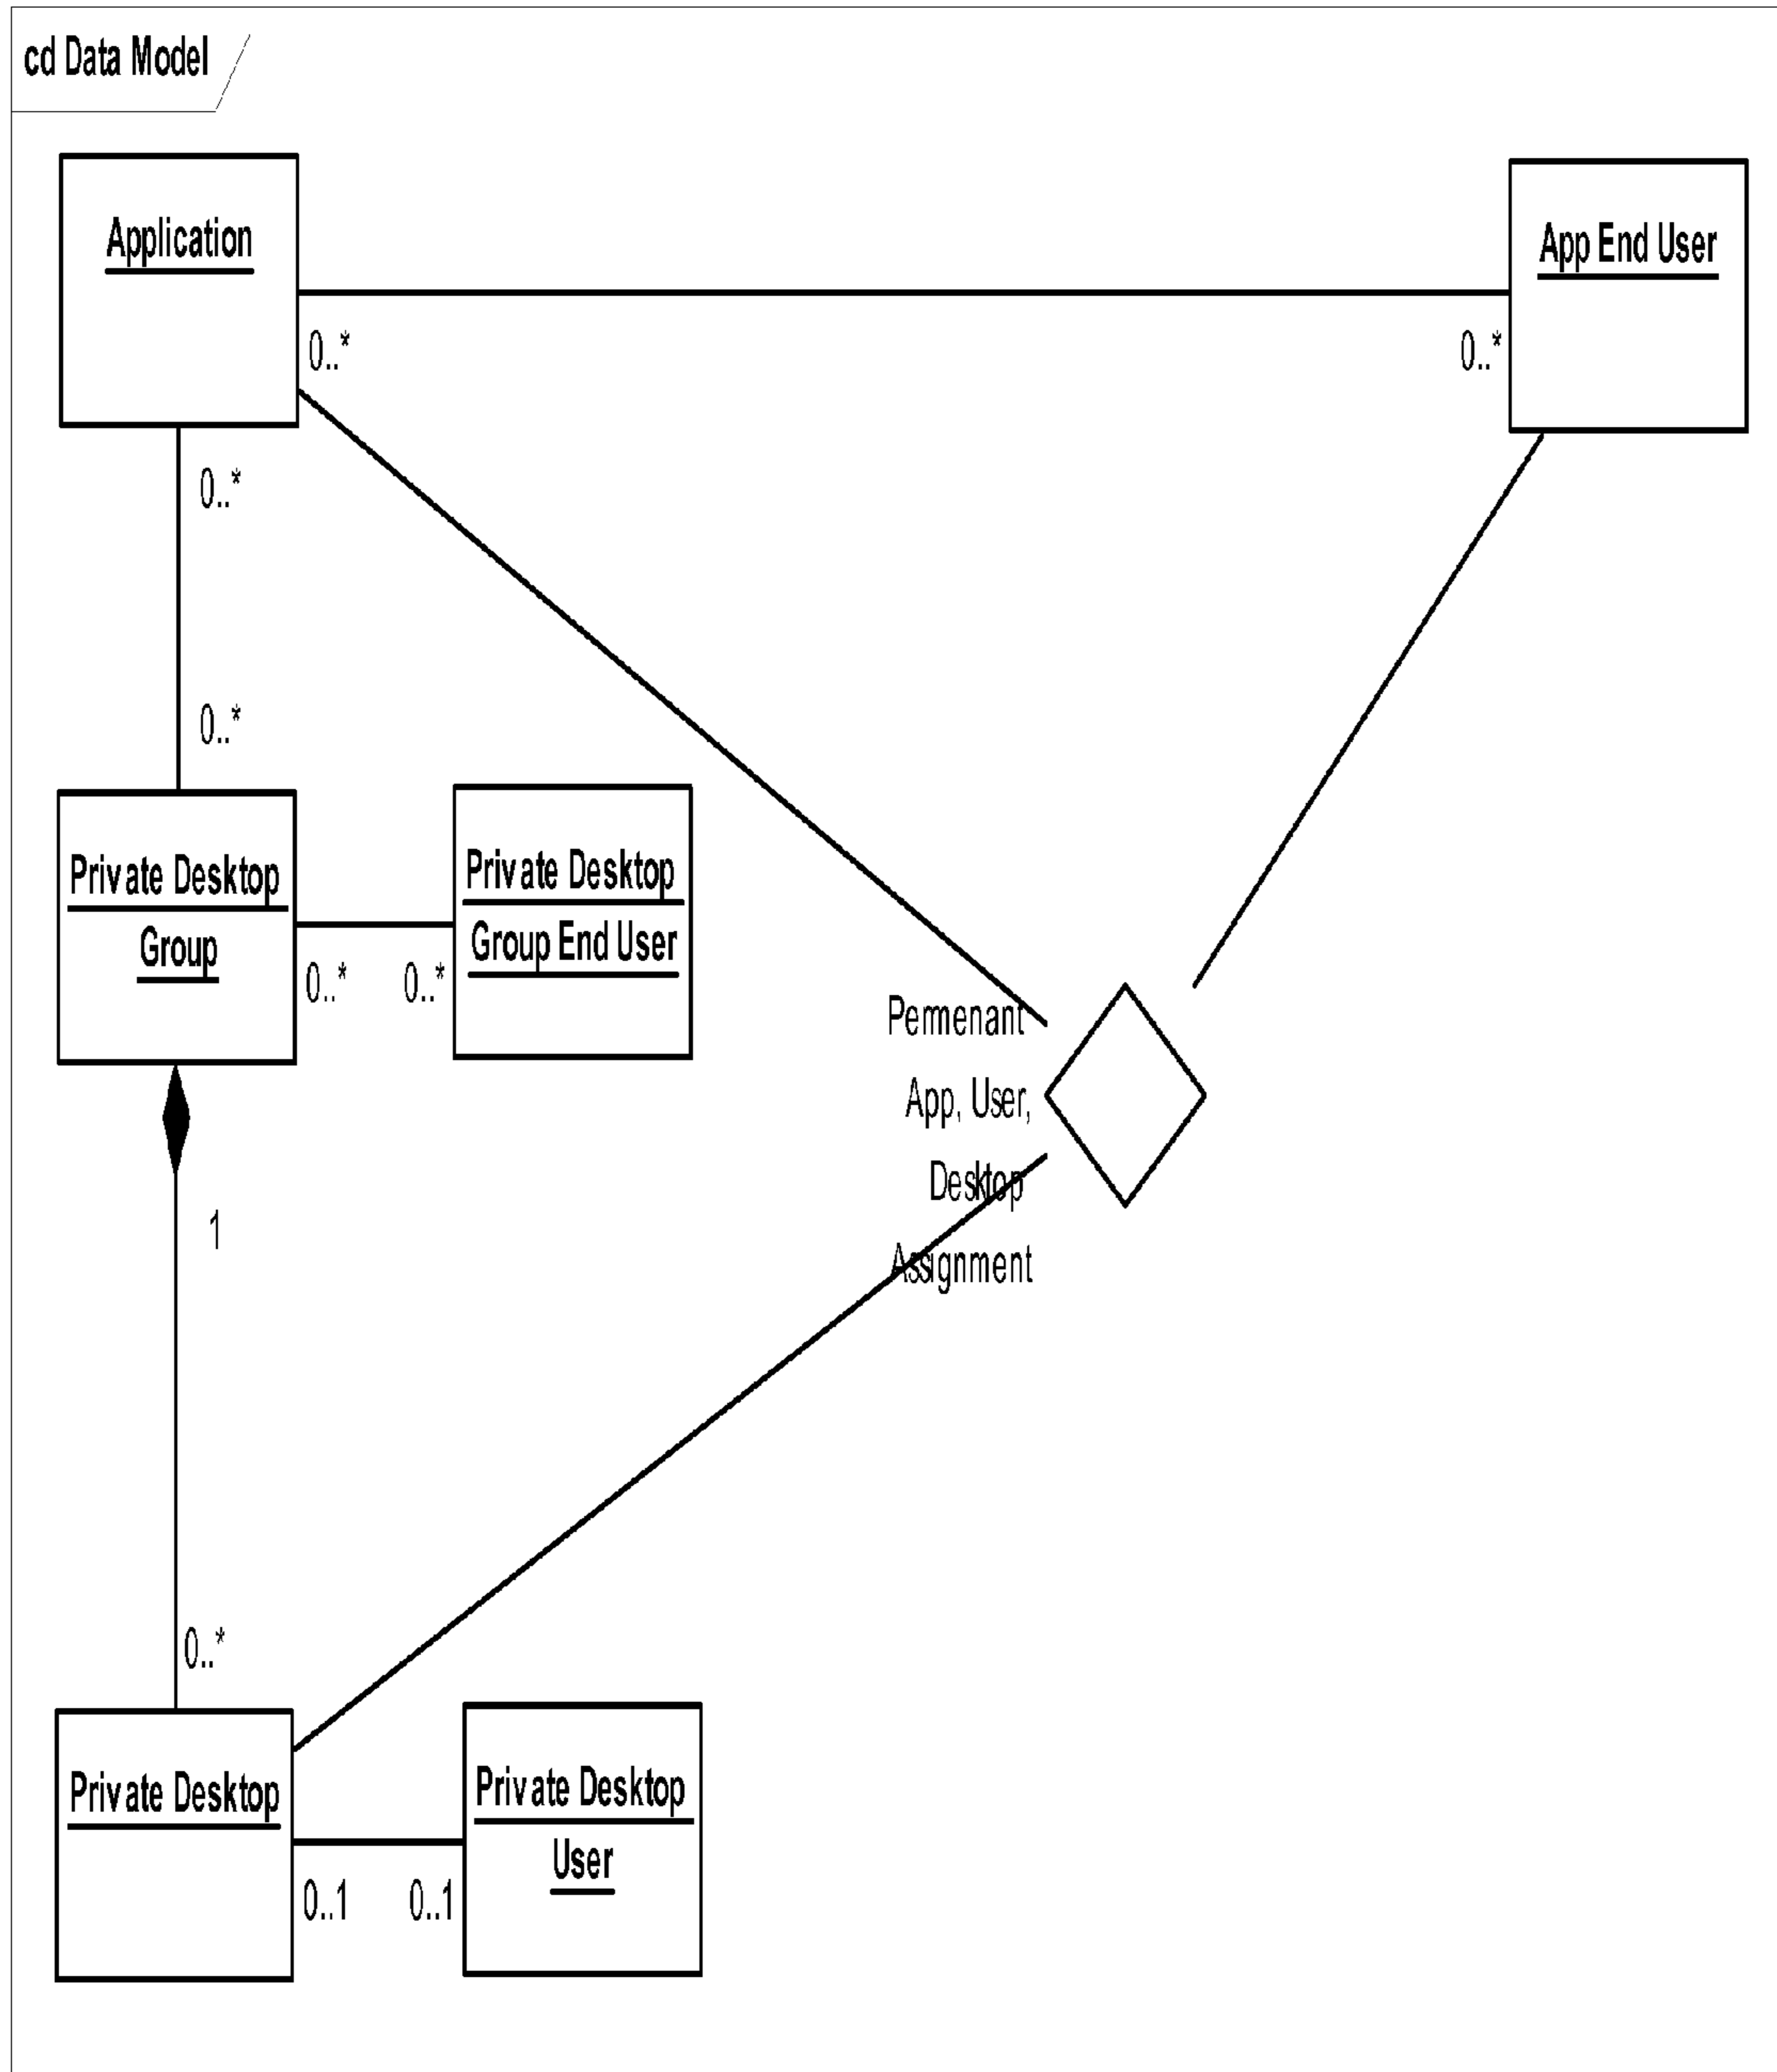 cd Data Model
Application
App End User
0..*
0..*
0..*
0..*
Private Desktop
Group
Private Desktop
Group End User
0..*
0..*
Permenant
App, User,
Desktop
Assignment
1
0..*
Private Desktop
Private Desktop
User
0..1
0..1